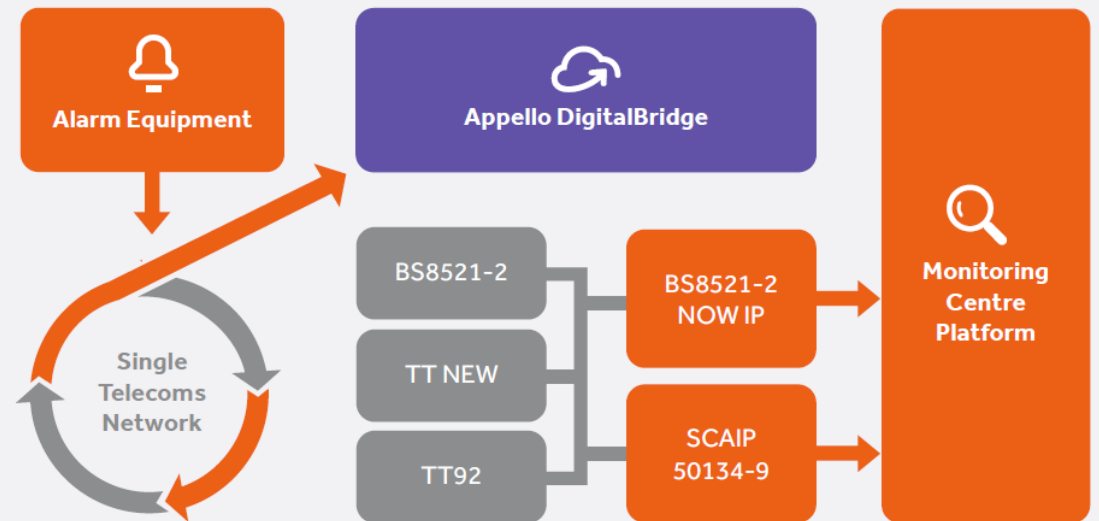 Alarm Equipment
Appello DigitalBridge
Single
Telecoms
Network
BS8521-2
TT NEW
TT92
BS8521-2
NOW IP
SCAIP
50134-9
Monitoring
Centre
Platform